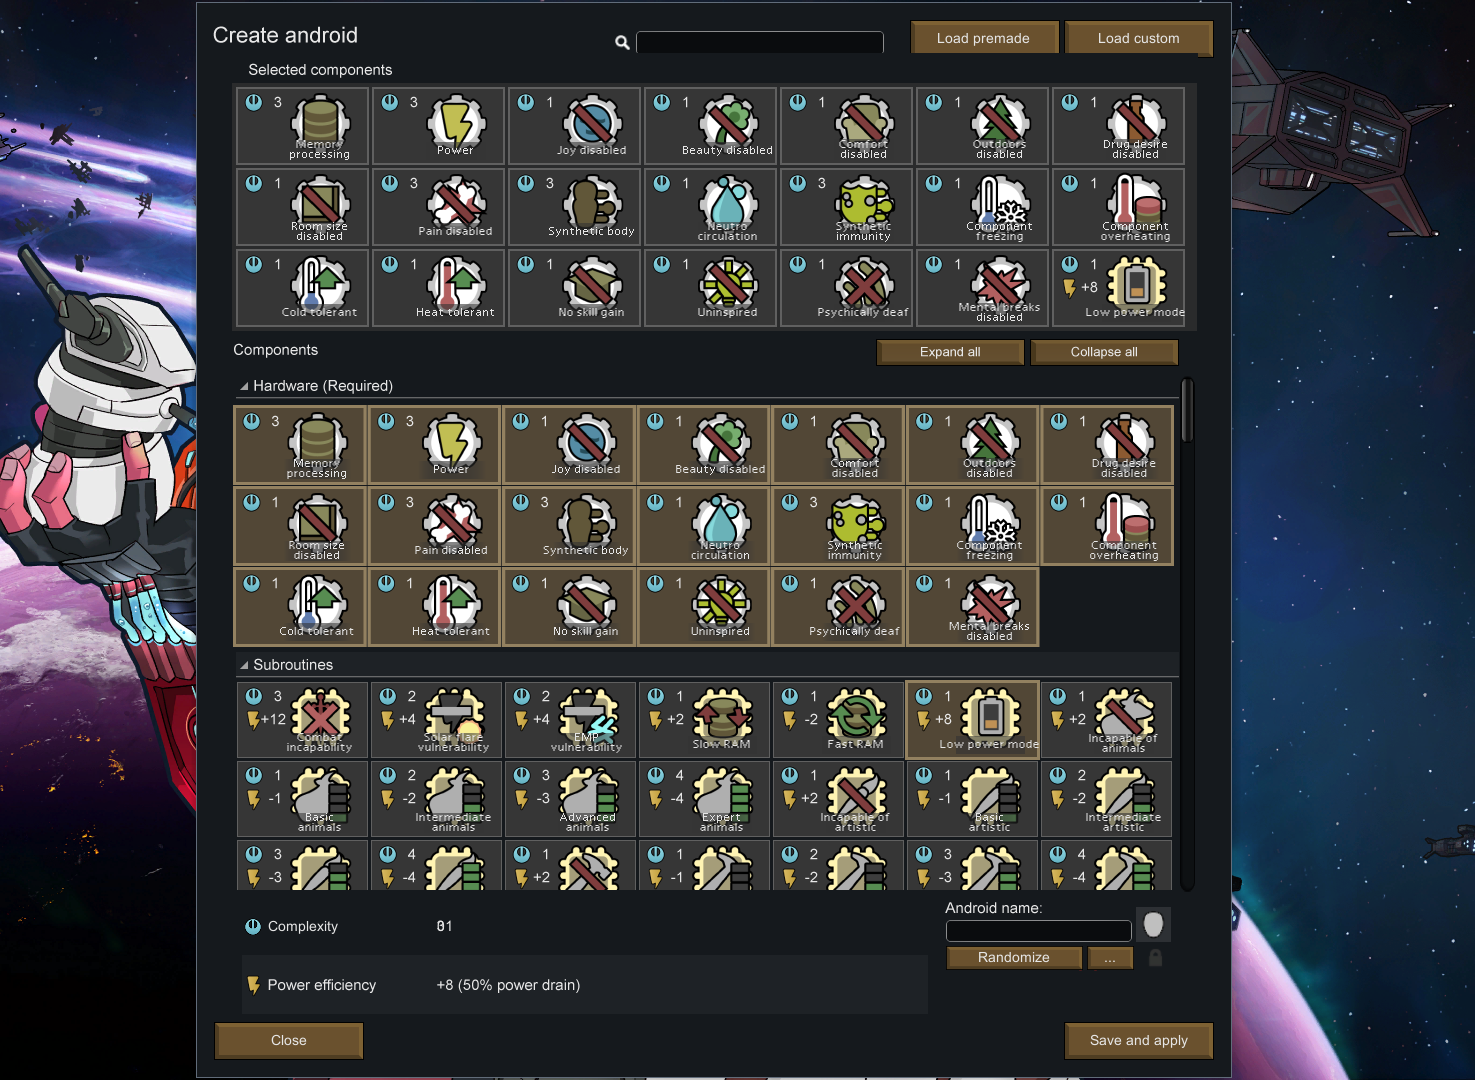 Create android
Load premade
Load custom
Selected components
3 Memory processing
3 Power
1 Joy disabled
1 Beauty disabled
1 Comfort disabled
1 Outdoors disabled
1 Drug desire disabled
1 Room size disabled
3 Pain disabled
3 Synthetic body
1 Neutro circulation
3 Synthetic immunity
1 Component freezing
1 Component overheating
1 Cold tolerant
1 Heat tolerant
1 No skill gain
1 Uninspired
1 Psychically deaf
1 Mental breaks disabled
1 +8 Low power mode
Components
Expand all
Collapse all
Hardware (Required)
3 Memory processing
3 Power
1 Joy disabled
1 Beauty disabled
1 Comfort disabled
1 Outdoors disabled
1 Drug desire disabled
1 Room size disabled
3 Pain disabled
3 Synthetic body
1 Neutro circulation
3 Synthetic immunity
1 Component freezing
1 Component overheating
1 Cold tolerant
1 Heat tolerant
1 No skill gain
1 Uninspired
1 Psychically deaf
1 Mental breaks disabled
Subroutines
3 +12 Combat incapability
2 +4 Solar flare vulnerability
2 +4 EMP vulnerability
1 +2 Slow RAM
1 -2 Fast RAM
1 +8 Low power mode
1 +2 Incapable of animals
1 -1 Basic animals
2 -2 Intermediate animals
3 -3 Advanced animals
4 -4 Expert animals
1 +2 Incapable of artistic
1 -1 Basic artistic
2 -2 Intermediate artistic
3 -3
4 -4
1 +2
1 -1
2 -2
3 -3
4 -4
Complexity
Android name:
Randomize
...
Power efficiency
+8 (50% power drain)
Close
Save and apply